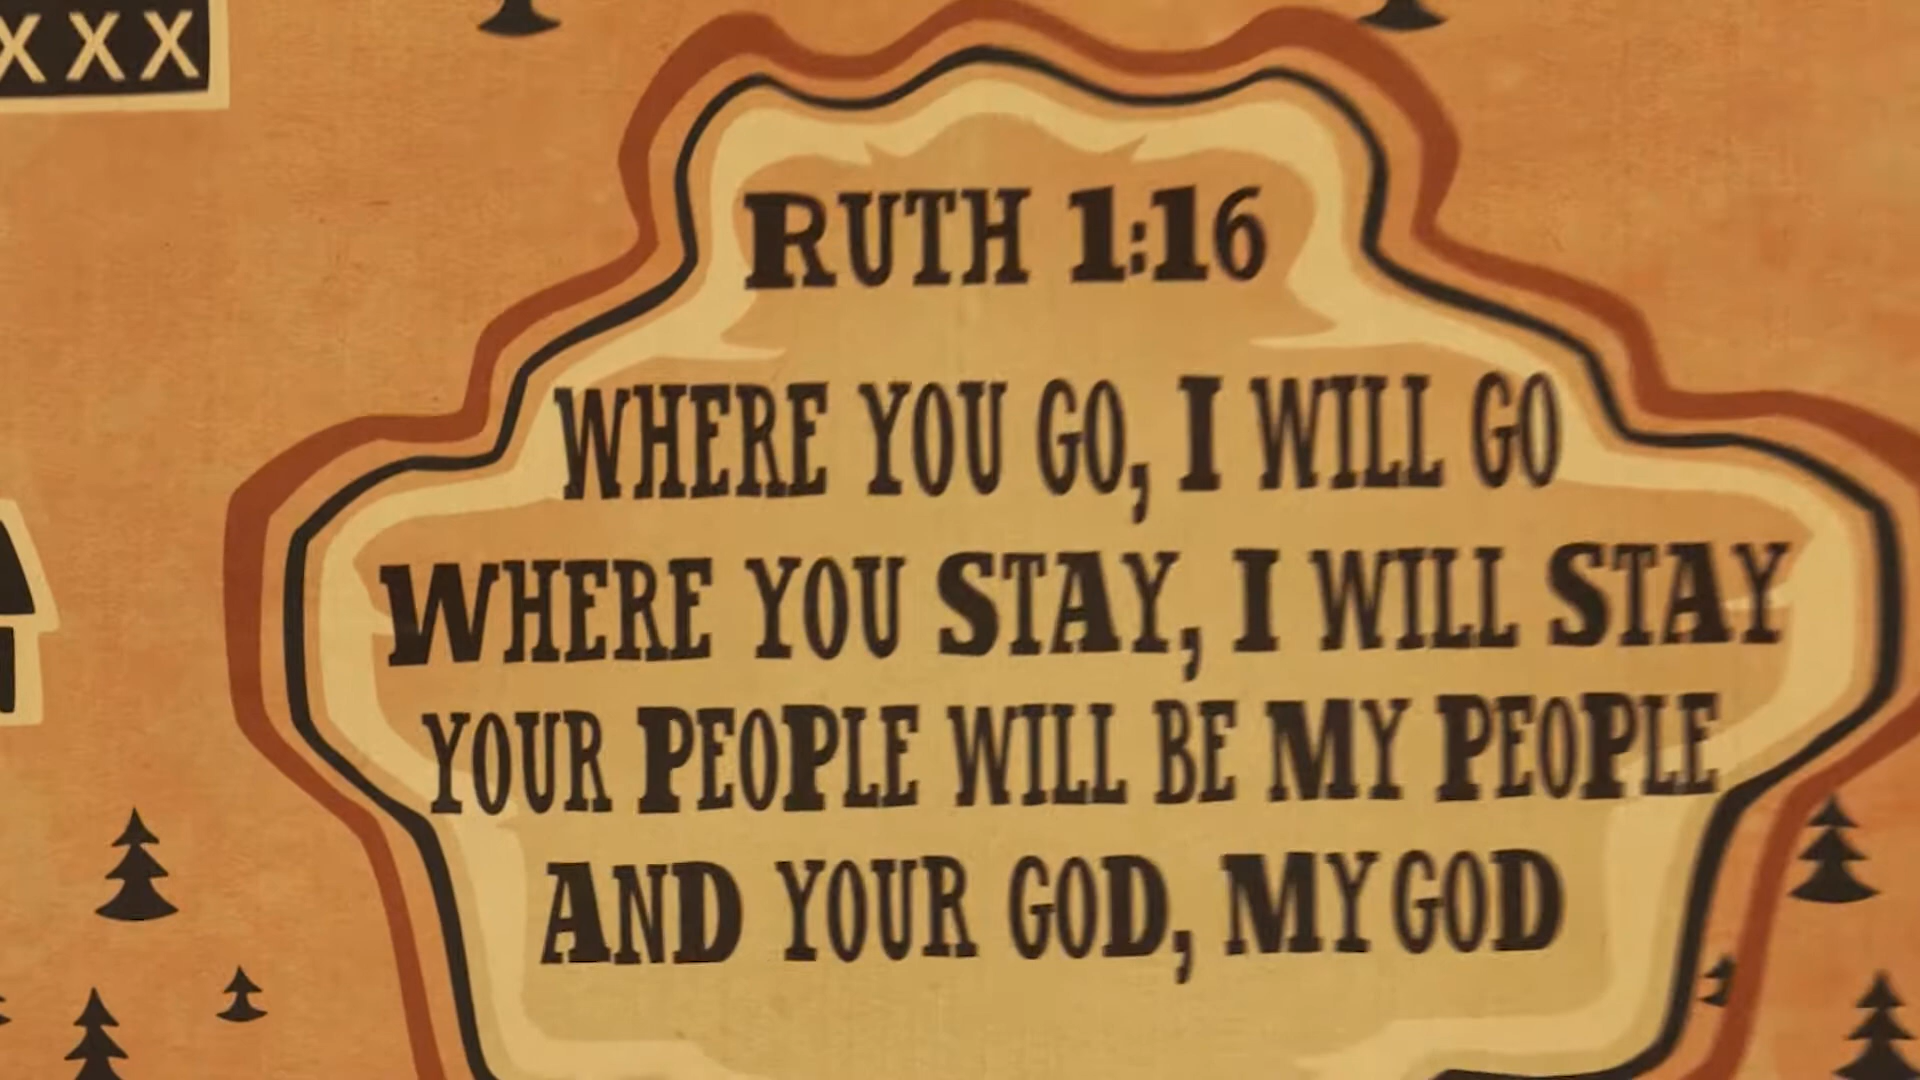 XXX
RUTH 1:16
WHERE YOU GO, I WILL GO
WHERE YOU STAY, I WILL STAY
YOUR PEOPLE WILL BE MY PEOPLE
AND YOUR GOD, MY GOD